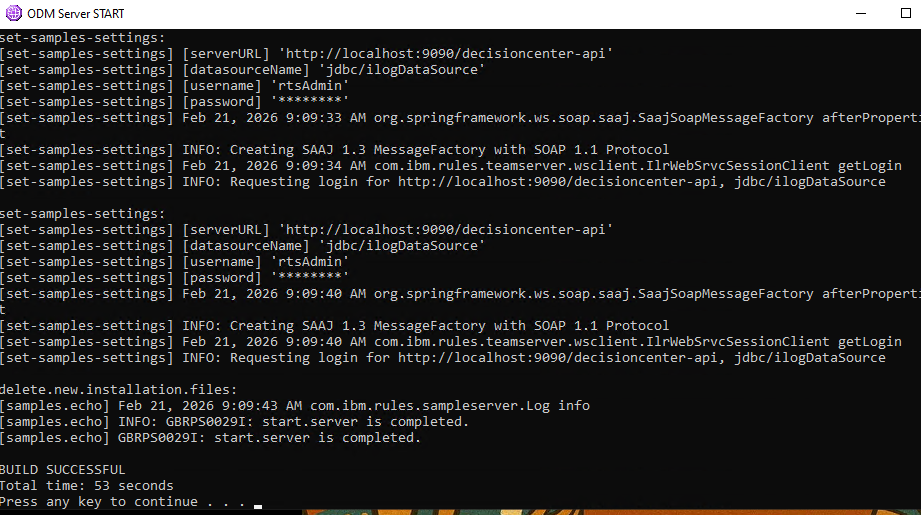 ODM Server START
set-samples-settings:
[set-samples-settings] [serverURL] 'http://localhost:9090/decisioncenter-api'
[set-samples-settings] [datasourceName] 'jdbc/ilogDataSource'
[set-samples-settings] [username] 'rtsAdmin'
[set-samples-settings] [password] '********'
[set-samples-settings] Feb 21, 2026 9:09:33 AM org.springframework.ws.soap.saaj.SaajSoapMessageFactory afterProperti
t
[set-samples-settings] INFO: Creating SAAJ 1.3 MessageFactory with SOAP 1.1 Protocol
[set-samples-settings] Feb 21, 2026 9:09:34 AM com.ibm.rules.teamserver.wsclient.IlrWebSrvcSessionClient getLogin
[set-samples-settings] INFO: Requesting login for http://localhost:9090/decisioncenter-api, jdbc/ilogDataSource
set-samples-settings:
[set-samples-settings] [serverURL] 'http://localhost:9090/decisioncenter-api'
[set-samples-settings] [datasourceName] 'jdbc/ilogDataSource'
[set-samples-settings] [username] 'rtsAdmin'
[set-samples-settings] [password] '********'
[set-samples-settings] Feb 21, 2026 9:09:40 AM org.springframework.ws.soap.saaj.SaajSoapMessageFactory afterProperti
t
[set-samples-settings] INFO: Creating SAAJ 1.3 MessageFactory with SOAP 1.1 Protocol
[set-samples-settings] Feb 21, 2026 9:09:40 AM com.ibm.rules.teamserver.wsclient.IlrWebSrvcSessionClient getLogin
[set-samples-settings] INFO: Requesting login for http://localhost:9090/decisioncenter-api, jdbc/ilogDataSource
delete.new.installation.files:
[samples.echo] Feb 21, 2026 9:09:43 AM com.ibm.rules.sampleserver.Log info
[samples.echo] INFO: GBRPS0029I: start.server is completed.
[samples.echo] GBRPS0029I: start.server is completed.
BUILD SUCCESSFUL
Total time: 53 seconds
Press any key to continue . . .